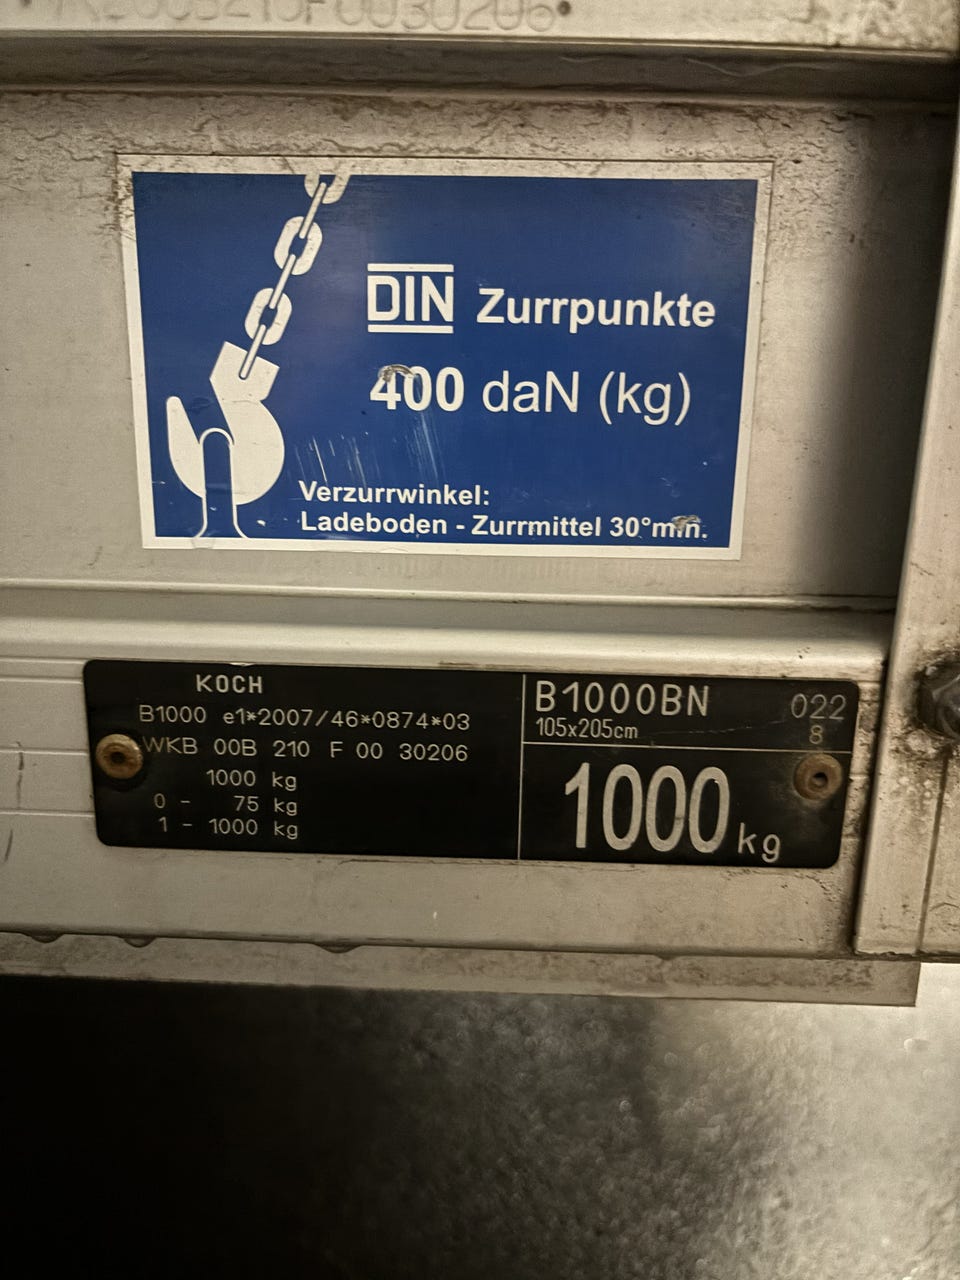 DIN Zurrpunkte
400 daN (kg)
Verzurrwinkel:
Ladeboden - Zurrmittel 30°min.
KOCH
B1000 e1*2007/46*0874*03
WKB 00B 210 F 00 30206
1000 kg
0 - 75 kg
1 - 1000 kg
B1000BN 022
105x205cm 8
1000 kg